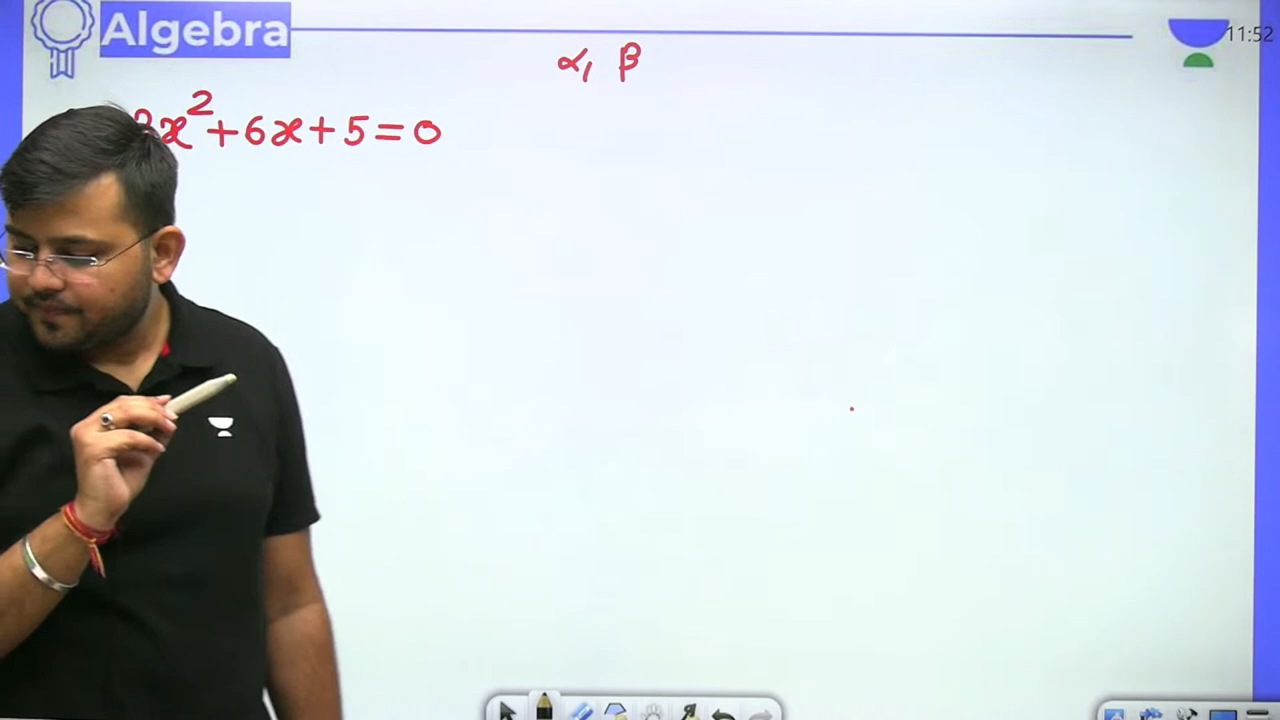 Algebra
11:52
α, β
x² + 6x + 5 = 0